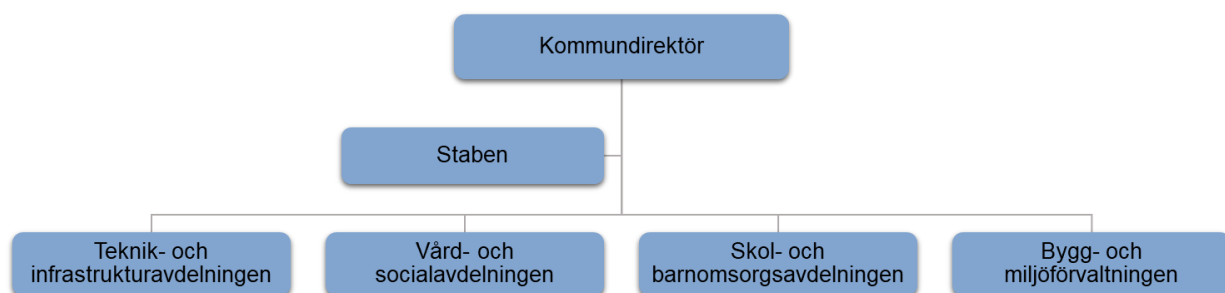 Kommundirektör
Staben
Teknik- och
infrastrukturavdelningen
Vård- och
socialavdelningen
Skol- och
barnomsorgsavdelningen
Bygg- och
miljöförvaltningen